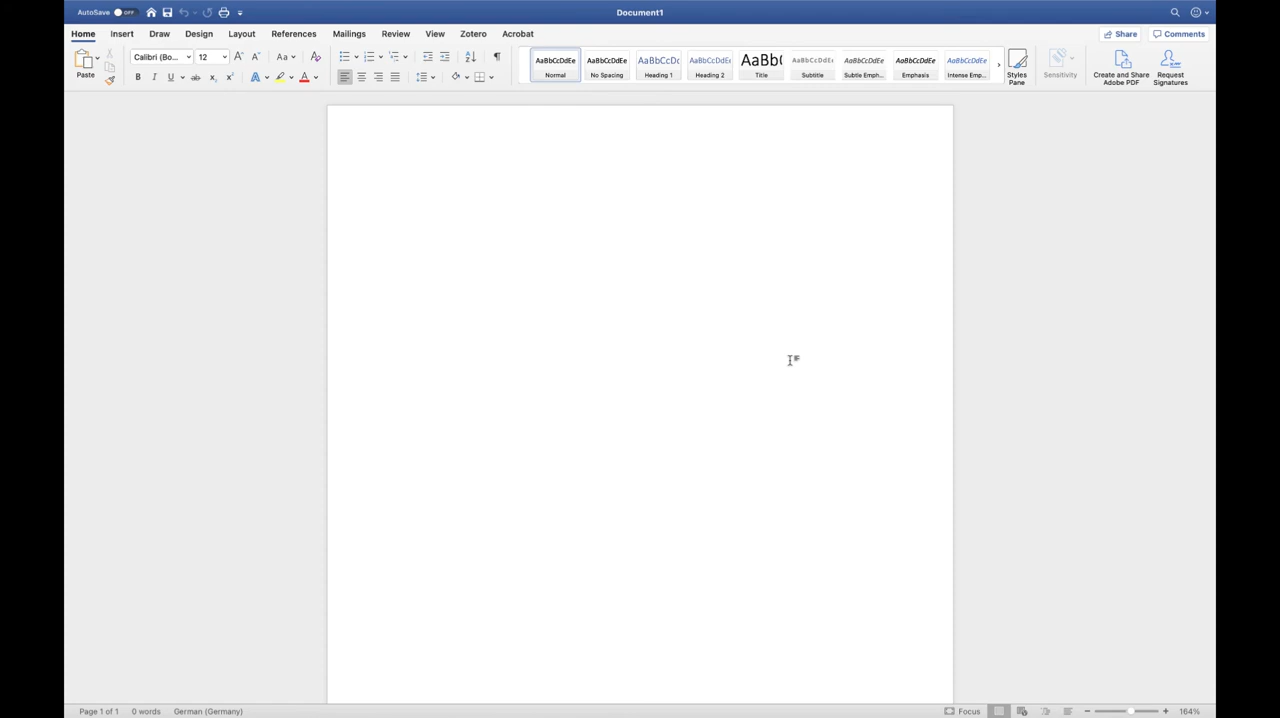 AutoSave OFF Document1
Home Insert Draw Design Layout References Mailings Review View Zotero Acrobat Share Comments
Calibri (Bo... 12 Aa
Paste
AaBbCcDdEe AaBbCcDdEe AaBbCcDc AaBbCcDdEe AaBb( AaBbCcDdEe AaBbCcDdEe AaBbCcDdEe AaBbCcDdEe
Normal No Spacing Heading 1 Heading 2 Title Subtitle Subtle Emph... Emphasis Intense Emp...
Styles Pane
Sensitivity
Create and Share Adobe PDF
Request Signatures
Page 1 of 1 0 words German (Germany) Focus 164%